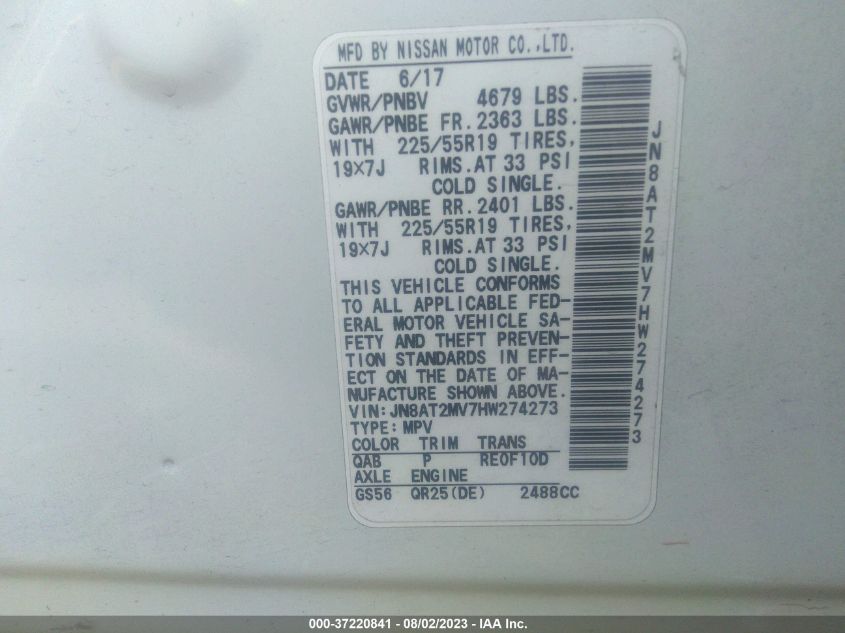 MFD BY NISSAN MOTOR CO.,LTD.
DATE 6/17
GVWR/PNBV 4679 LBS.
GAWR/PNBE FR.2363 LBS.
WITH 225/55R19 TIRES,
19×7J RIMS.AT 33 PSI
COLD SINGLE.
GAWR/PNBE RR.2401 LBS.
WITH 225/55R19 TIRES,
19×7J RIMS.AT 33 PSI
COLD SINGLE.
THIS VEHICLE CONFORMS
TO ALL APPLICABLE FED-
ERAL MOTOR VEHICLE SA-
FETY AND THEFT PREVEN-
TION STANDARDS IN EFF-
ECT ON THE DATE OF MA-
NUFACTURE SHOWN ABOVE.
VIN:JN8AT2MV7HW274273
TYPE:MPV
COLOR TRIM TRANS
QAB P RE0F10D
AXLE ENGINE
GS56 QR25(DE) 2488CC
JN8AT2MV7HW274273
000-37220841 - 08/02/2023 - IAA Inc.